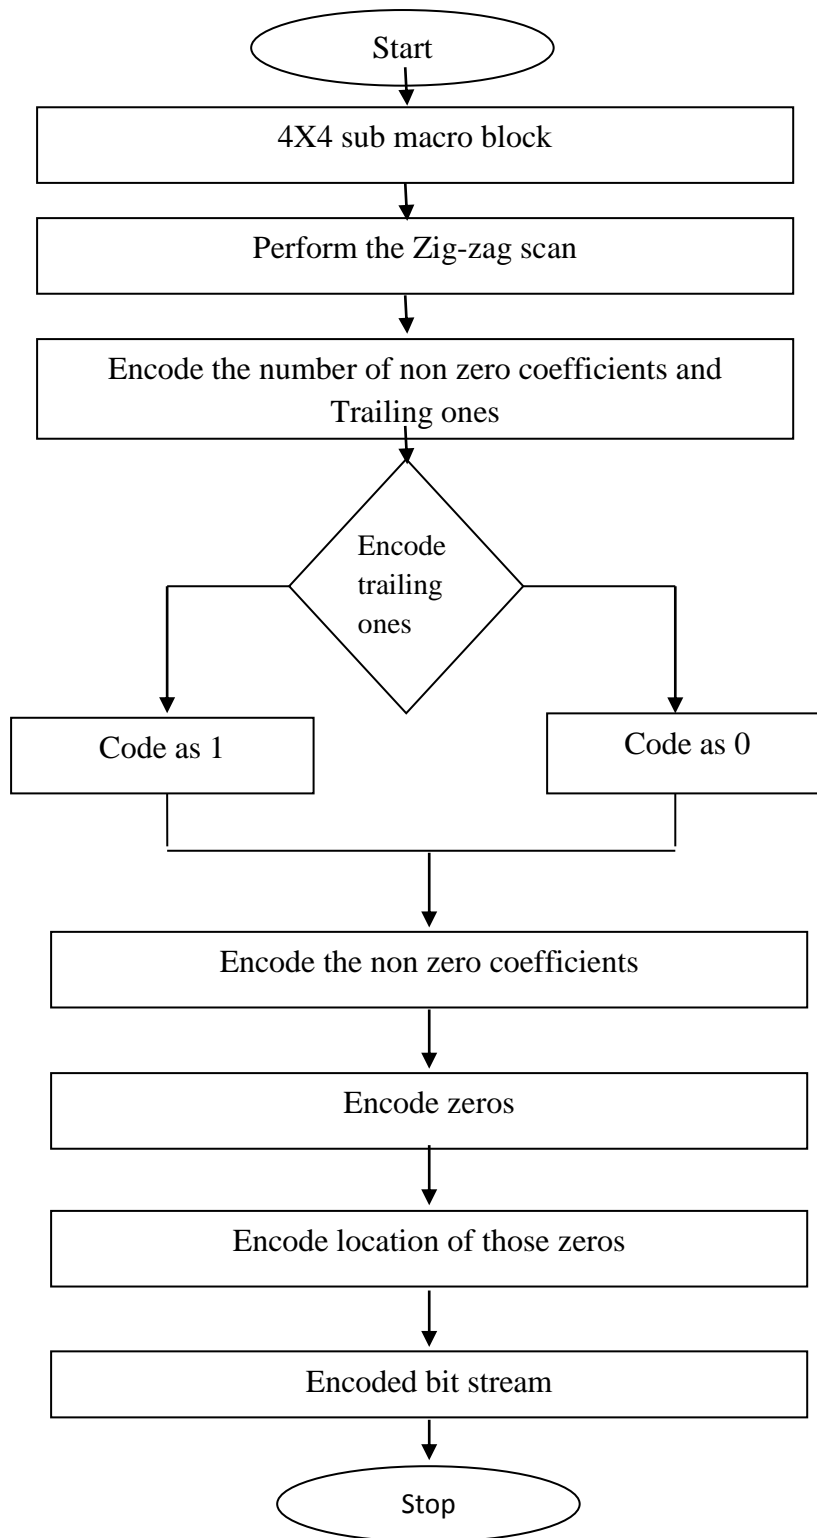 Start
4X4 sub macro block
Perform the Zig-zag scan
Encode the number of non zero coefficients and
Trailing ones
Encode
trailing
ones
Code as 1
Code as 0
Encode the non zero coefficients
Encode zeros
Encode location of those zeros
Encoded bit stream
Stop